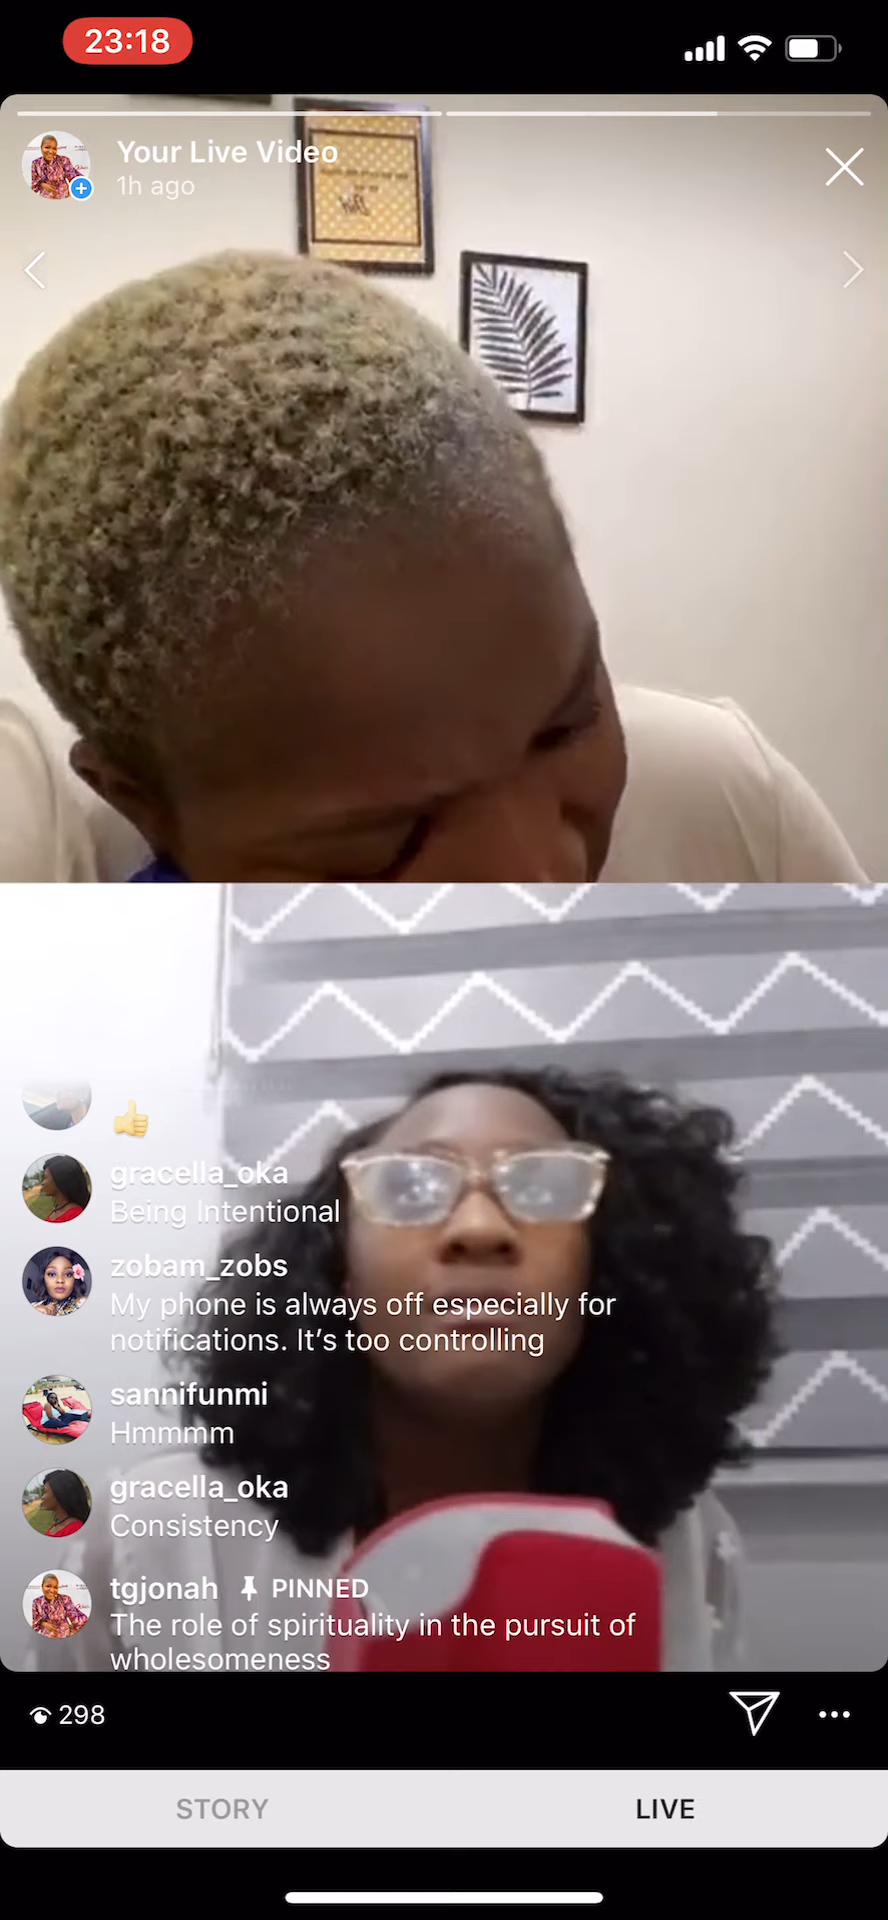 23:18
Your Live Video
1h ago
gracella_oka
Being Intentional
zobam_zobs
My phone is always off especially for
notifications. It’s too controlling
sannifunmi
Hmmmm
gracella_oka
Consistency
tgjonah PINNED
The role of spirituality in the pursuit of
wholesomeness
298
STORY
LIVE